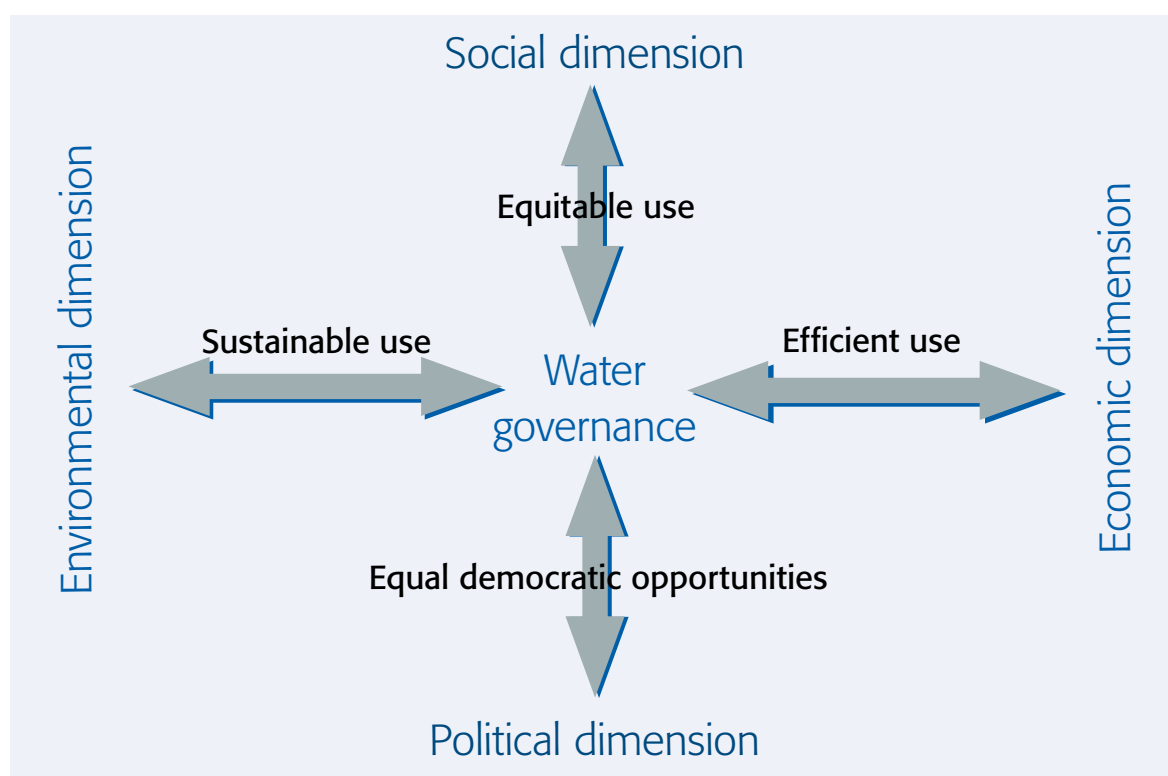 Social dimension
Equitable use
Environmental dimension
Sustainable use
Water
governance
Efficient use
Economic dimension
Equal democratic opportunities
Political dimension